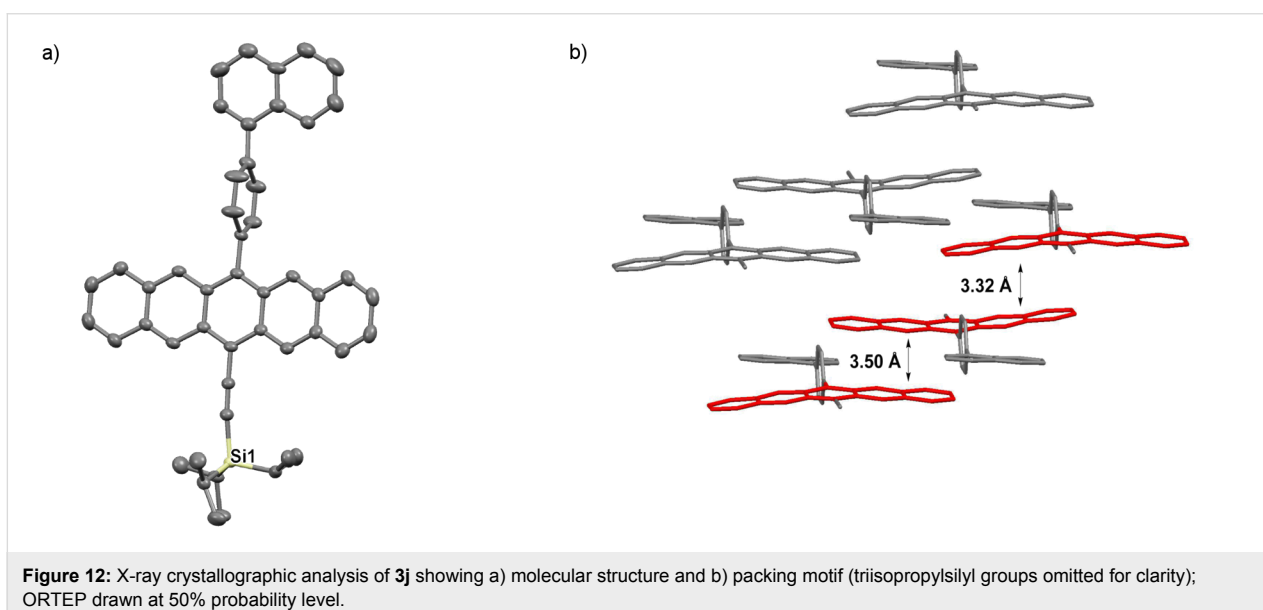 a)
b)
3.32 Å
3.50 Å
Si1
Figure 12: X-ray crystallographic analysis of 3j showing a) molecular structure and b) packing motif (triisopropylsilyl groups omitted for clarity);
ORTEP drawn at 50% probability level.